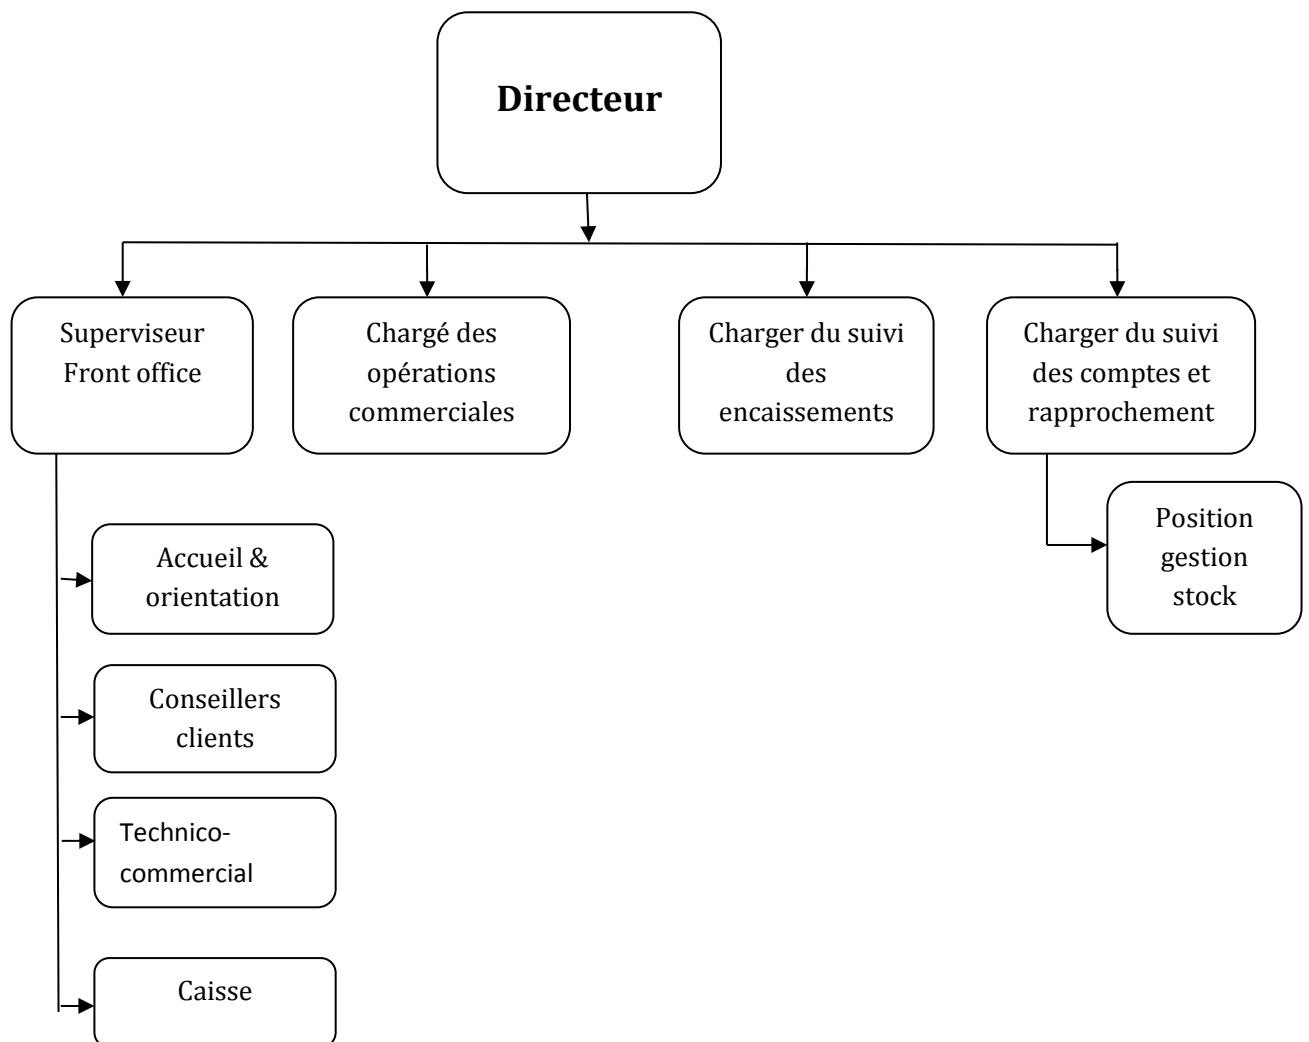 Directeur
Superviseur
Front office
Chargé des
opérations
commerciales
Charger du suivi
des
encaissements
Charger du suivi
des comptes et
rapprochement
Position
gestion
stock
Accueil &
orientation
Conseillers
clients
Technico-
commercial
Caisse